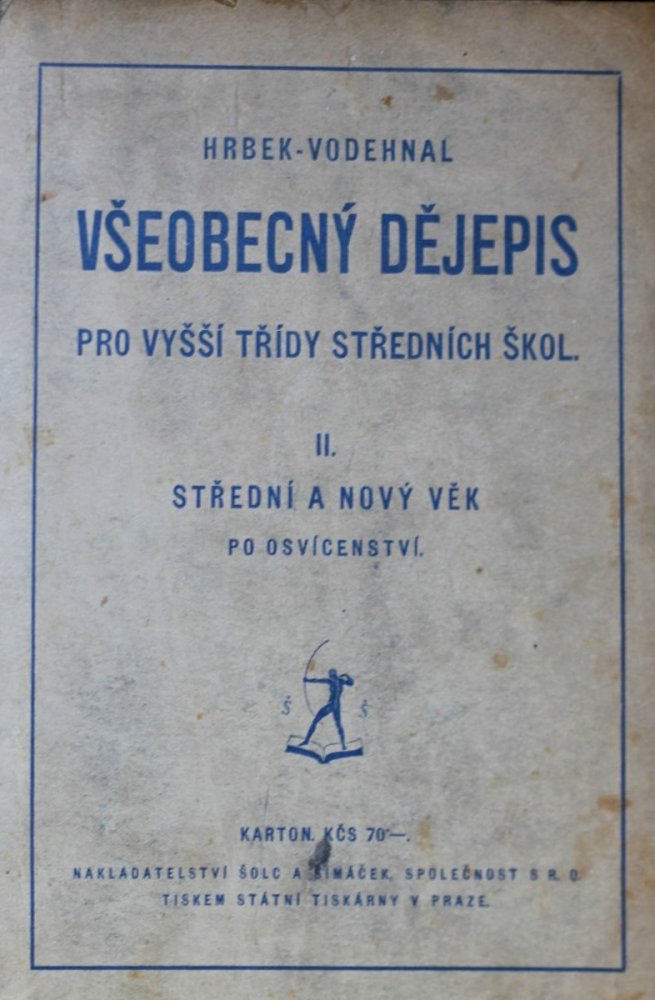 HRBEK-VODEHNAL
VŠEOBECNÝ DĚJEPIS
PRO VYŠŠÍ TŘÍDY STŘEDNÍCH ŠKOL.
II.
STŘEDNÍ A NOVÝ VĚK
PO OSVÍCENSTVÍ.
Š Š
KARTON. KČS 70·—.
NAKLADATELSTVÍ ŠOLC A ŠIMÁČEK, SPOLEČNOST S R. O.
TISKEM STÁTNÍ TISKÁRNY V PRAZE.